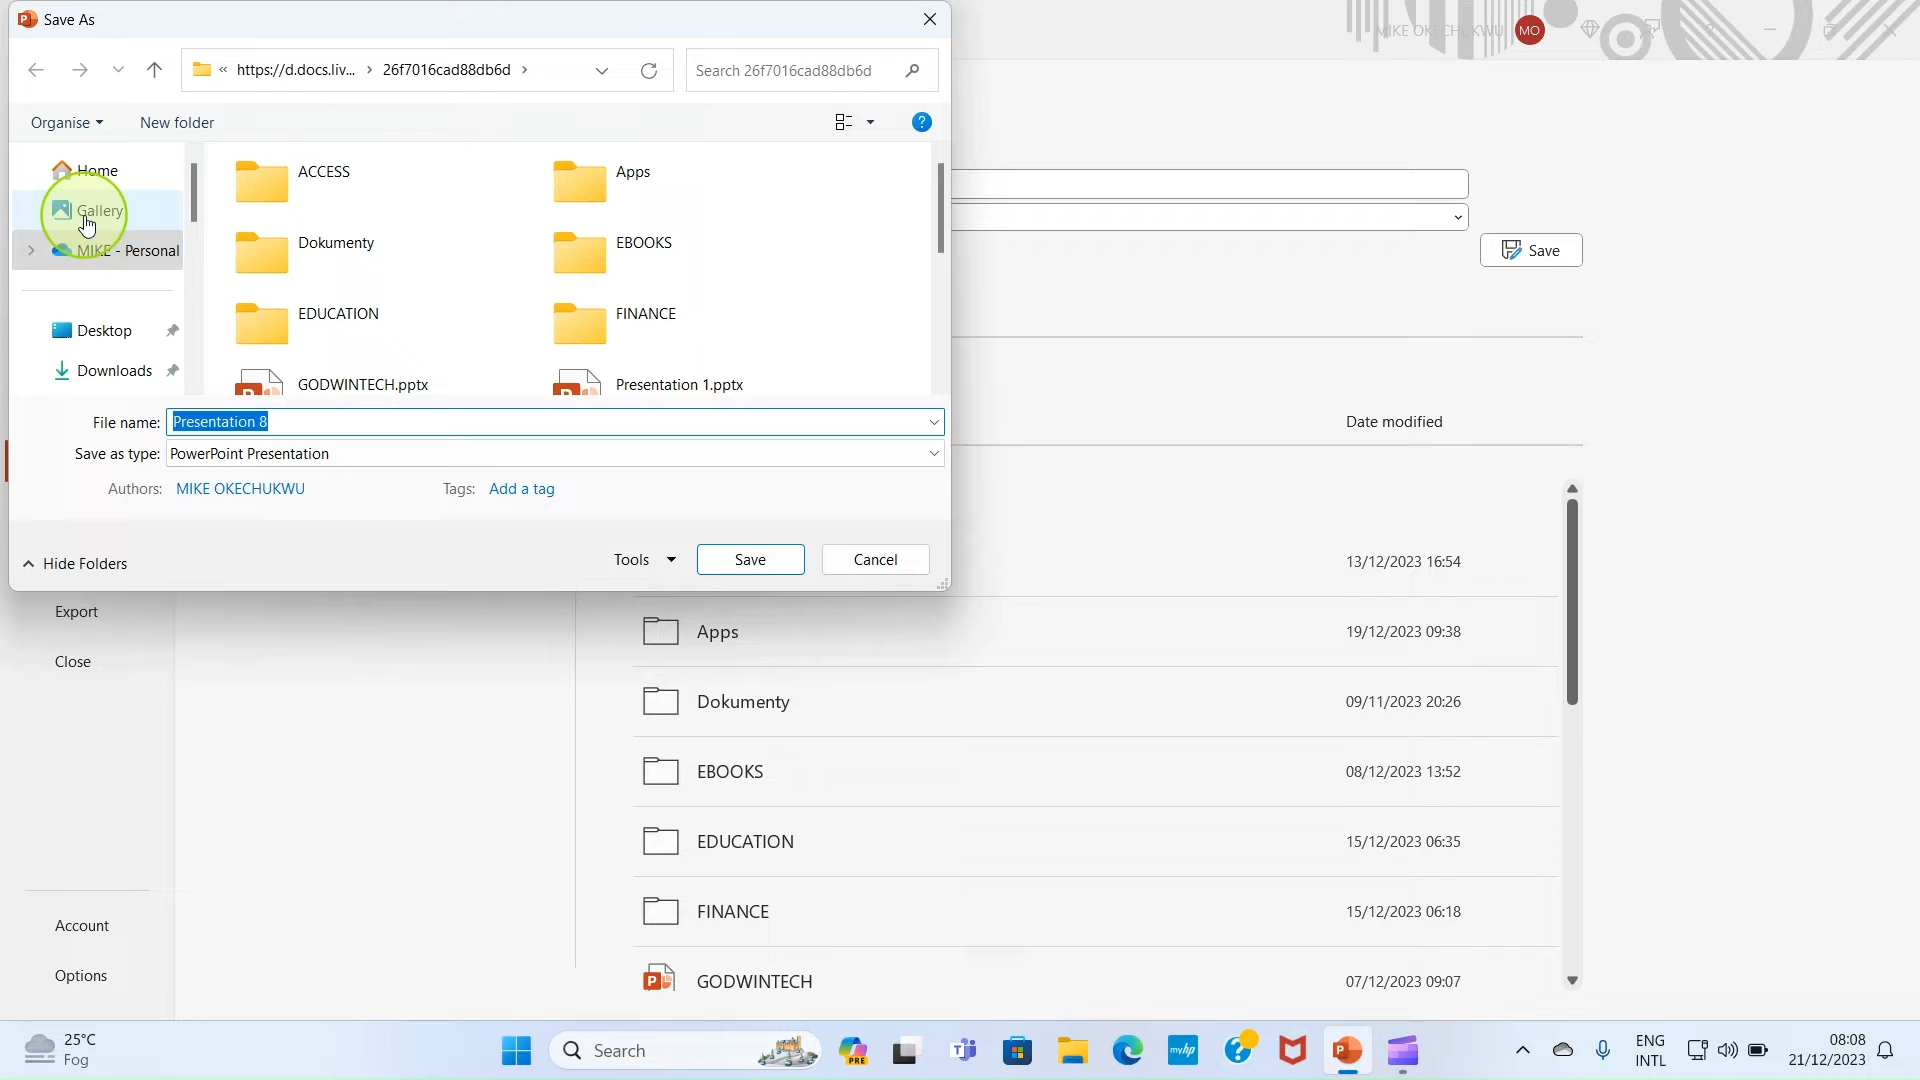 Save As
MIKE OKECHUKWU MO
« https://d.docs.liv... › 26f7016cad88db6d ›
Search 26f7016cad88db6d
Organise
New folder
Home
Gallery
MIKE - Personal
Desktop
Downloads
ACCESS
Apps
Dokumenty
EBOOKS
EDUCATION
FINANCE
GODWINTECH.pptx
Presentation 1.pptx
Save
File name: Presentation 8
Save as type: PowerPoint Presentation
Authors: MIKE OKECHUKWU
Tags: Add a tag
Hide Folders
Tools
Save
Cancel
Date modified
13/12/2023 16:54
Apps 19/12/2023 09:38
Dokumenty 09/11/2023 20:26
EBOOKS 08/12/2023 13:52
EDUCATION 15/12/2023 06:35
FINANCE 15/12/2023 06:18
GODWINTECH 07/12/2023 09:07
Export
Close
Account
Options
25°C
Fog
Search
PRE
myhp
ENG
INTL
08:08
21/12/2023